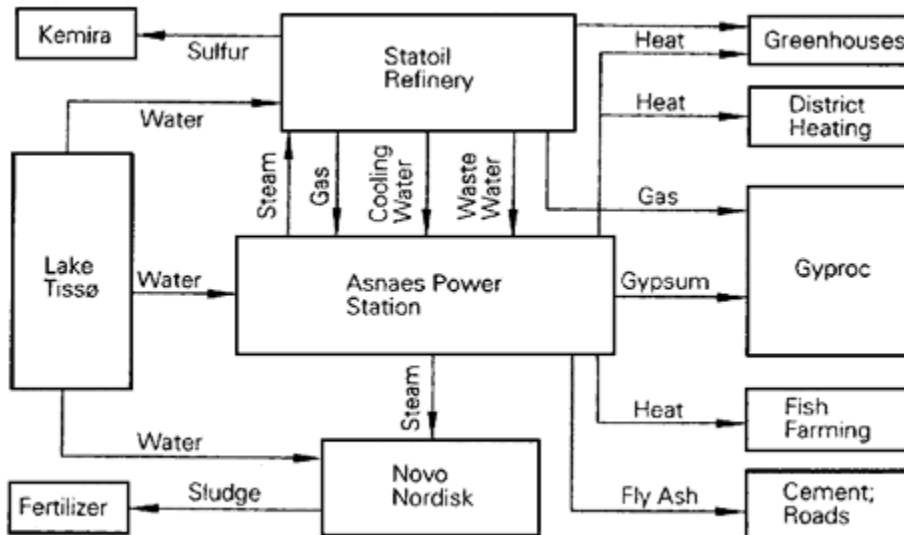 Kemira
Sulfur
Statoil
Refinery
Heat
Greenhouses
Water
Heat
District
Heating
Steam
Gas
Cooling
Water
Waste
Water
Gas
Lake
Tissø
Water
Asnaes Power
Station
Gypsum
Gyproc
Steam
Heat
Fish
Farming
Water
Novo
Nordisk
Fertilizer
Sludge
Fly Ash
Cement;
Roads